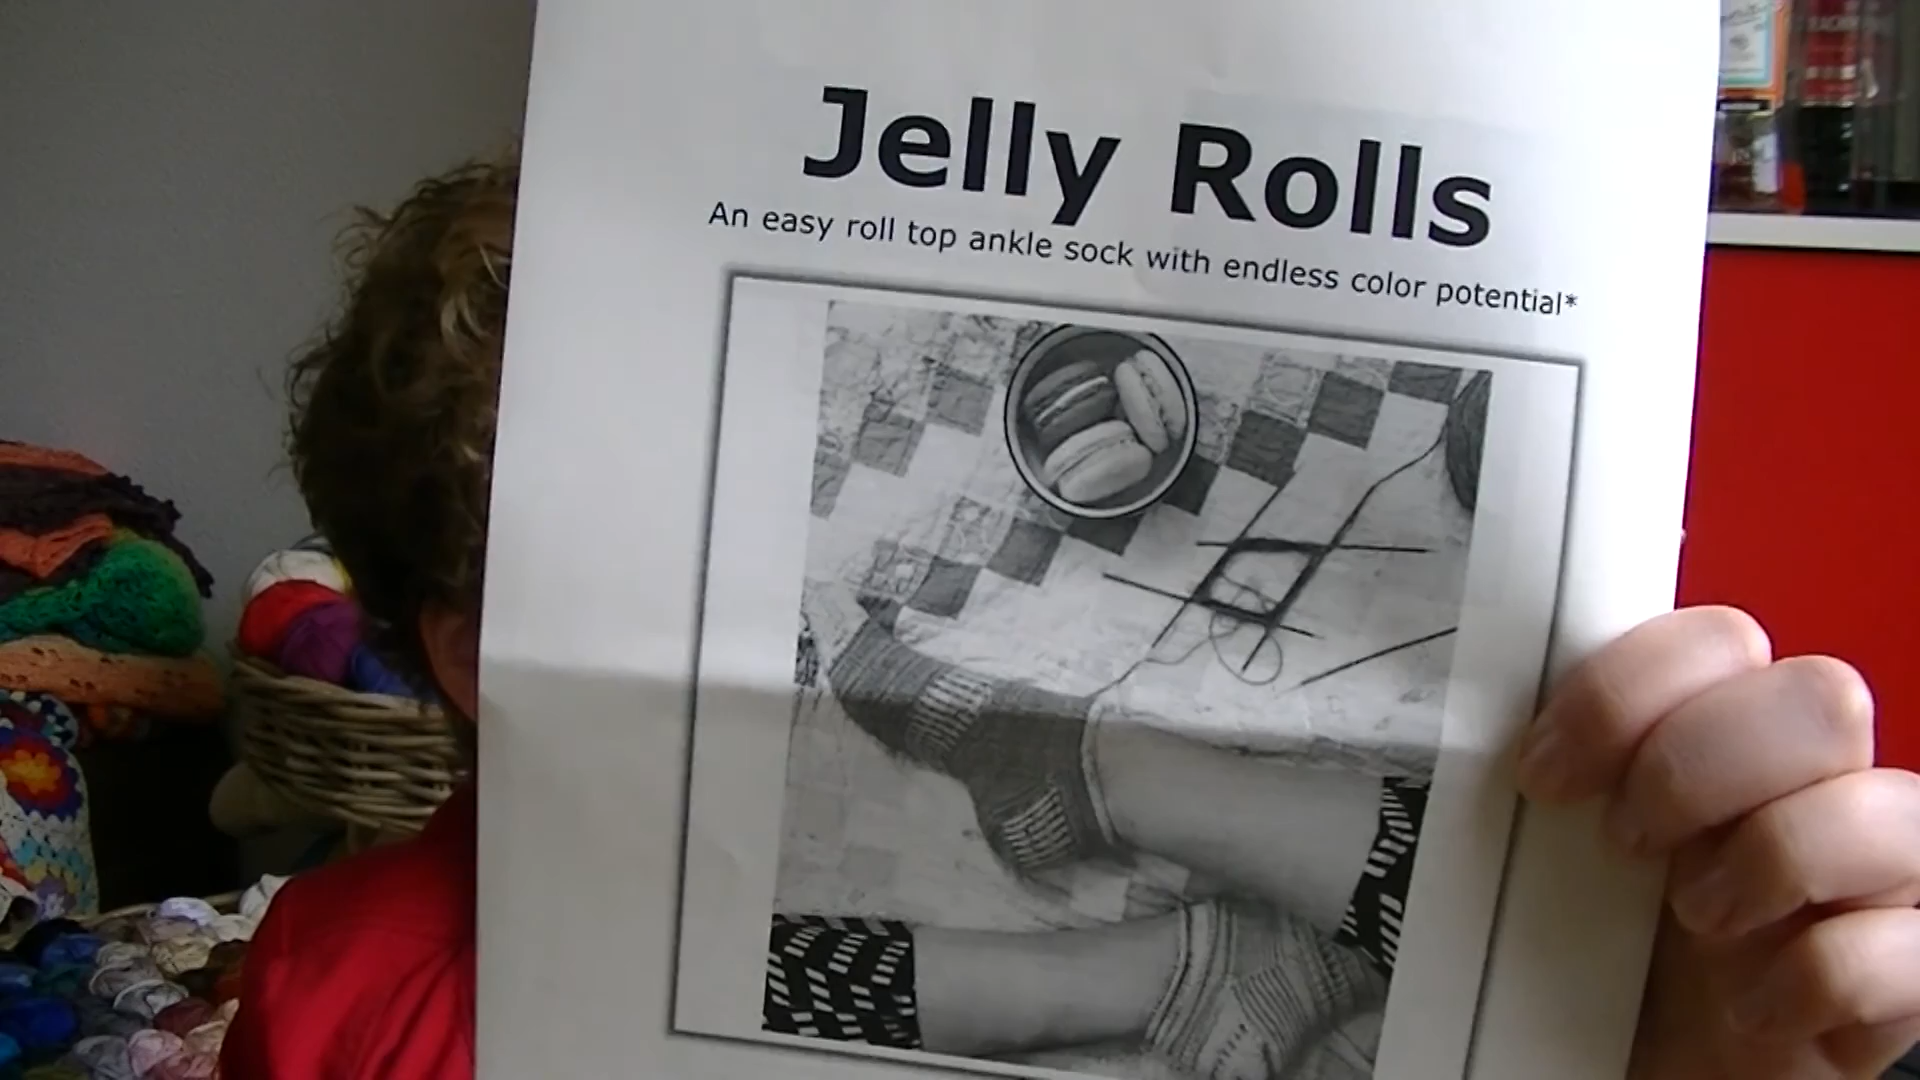 Jelly Rolls
An easy roll top ankle sock with endless color potential*